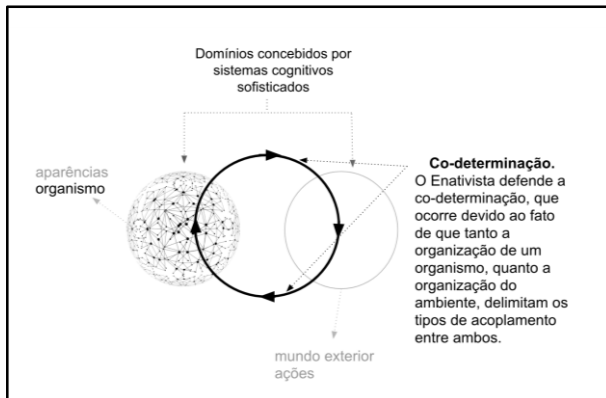 Domínios concebidos por
sistemas cognitivos
sofisticados
aparências
organismo
Co-determinação.
O Enativista defende a
co-determinação, que
ocorre devido ao fato
de que tanto a
organização de um
organismo, quanto a
organização do
ambiente, delimitam os
tipos de acoplamento
entre ambos.
mundo exterior
ações